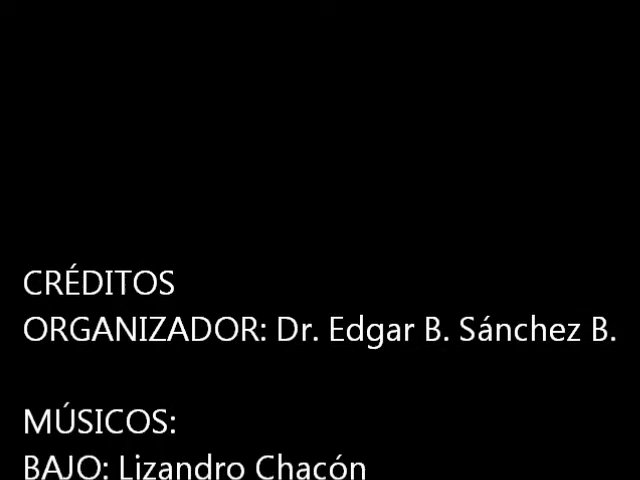 CRÉDITOS
ORGANIZADOR: Dr. Edgar B. Sánchez B.
MÚSICOS:
BAJO: Lizandro Chacón